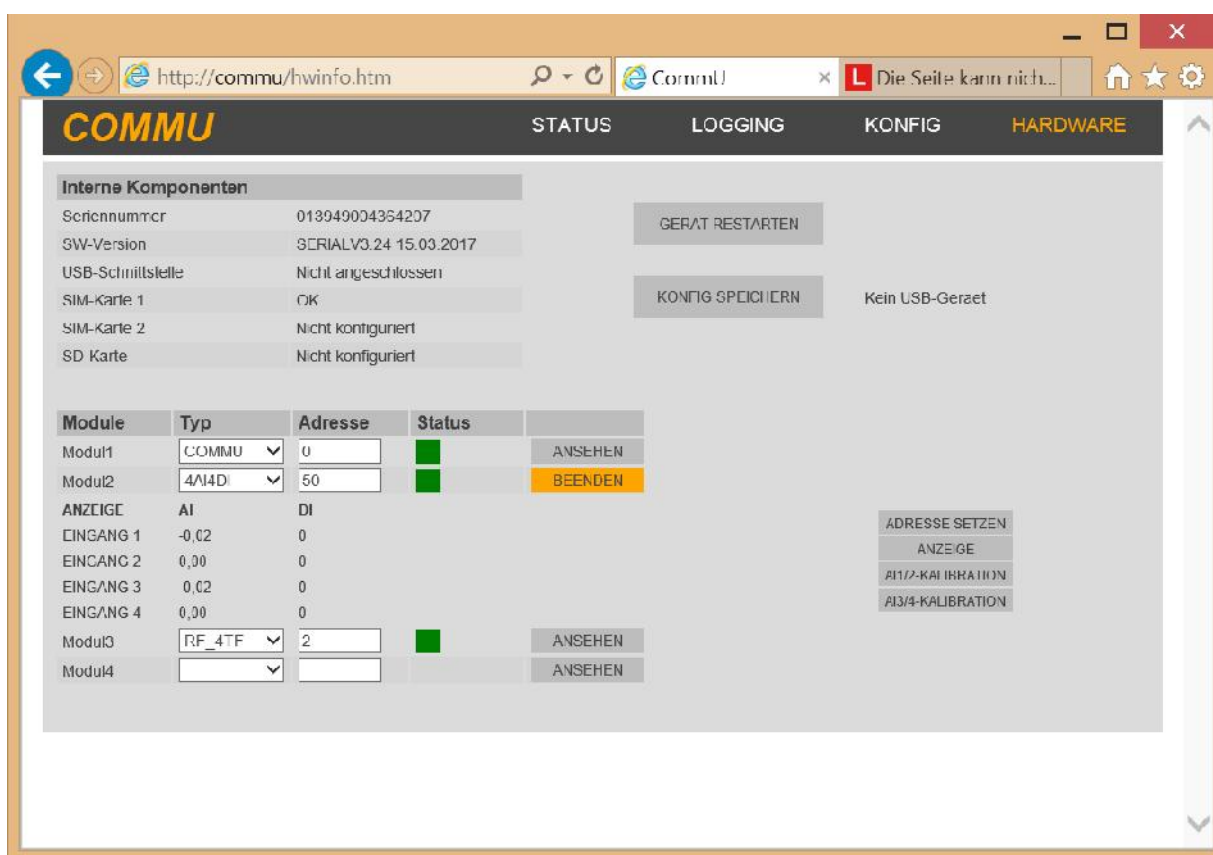 http://commu/hwinfo.htm
CommU
Die Seite kann nich...
COMMU STATUS LOGGING KONFIG HARDWARE
Interne Komponenten
Seriennummer 013949004364207
SW-Version SERIALV3.24 15.03.2017
USB-Schnittstelle Nicht angeschlossen
SIM-Karte 1 OK
SIM-Karte 2 Nicht konfiguriert
SD Karte Nicht konfiguriert
GERÄT RESTARTEN
KONFIG SPEICHERN Kein USB-Geraet
Module Typ Adresse Status
Modul1 COMMU 0 ANSEHEN
Modul2 4AI4DI 50 BEENDEN
ANZEIGE AI DI
EINGANG 1 -0,02 0
EINGANG 2 0,00 0
EINGANG 3 0,02 0
EINGANG 4 0,00 0
ADRESSE SETZEN
ANZEIGE
AI1/2-KALIBRATION
AI3/4-KALIBRATION
Modul3 2 ANSEHEN
Modul4 ANSEHEN